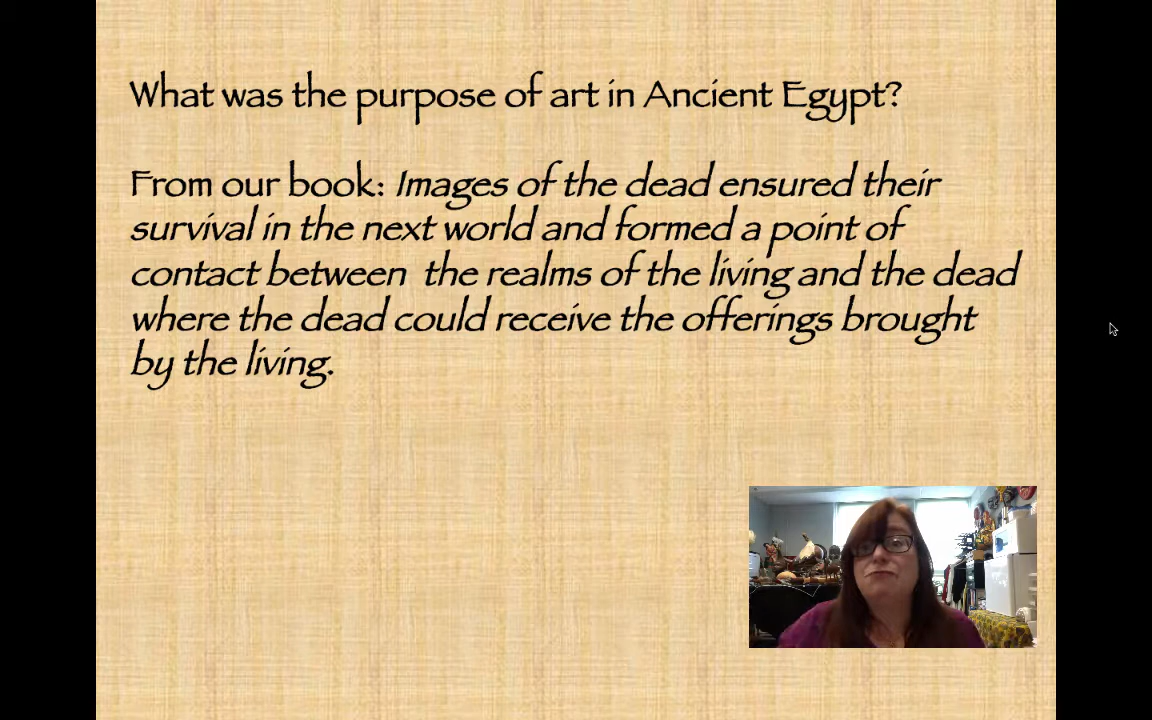 What was the purpose of art in Ancient Egypt?
From our book: Images of the dead ensured their
survival in the next world and formed a point of
contact between  the realms of the living and the dead
where the dead could receive the offerings brought
by the living.